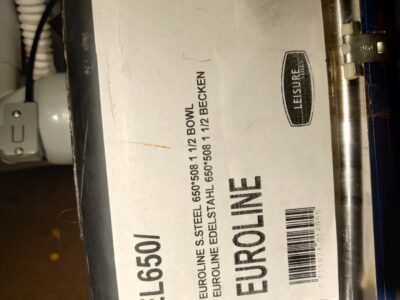 EL650/
EUROLINE S.STEEL 650*508 1 1/2 BOWL
EUROLINE EDELSTAHL 650*508 1 1/2 BECKEN
EUROLINE
LEISURE